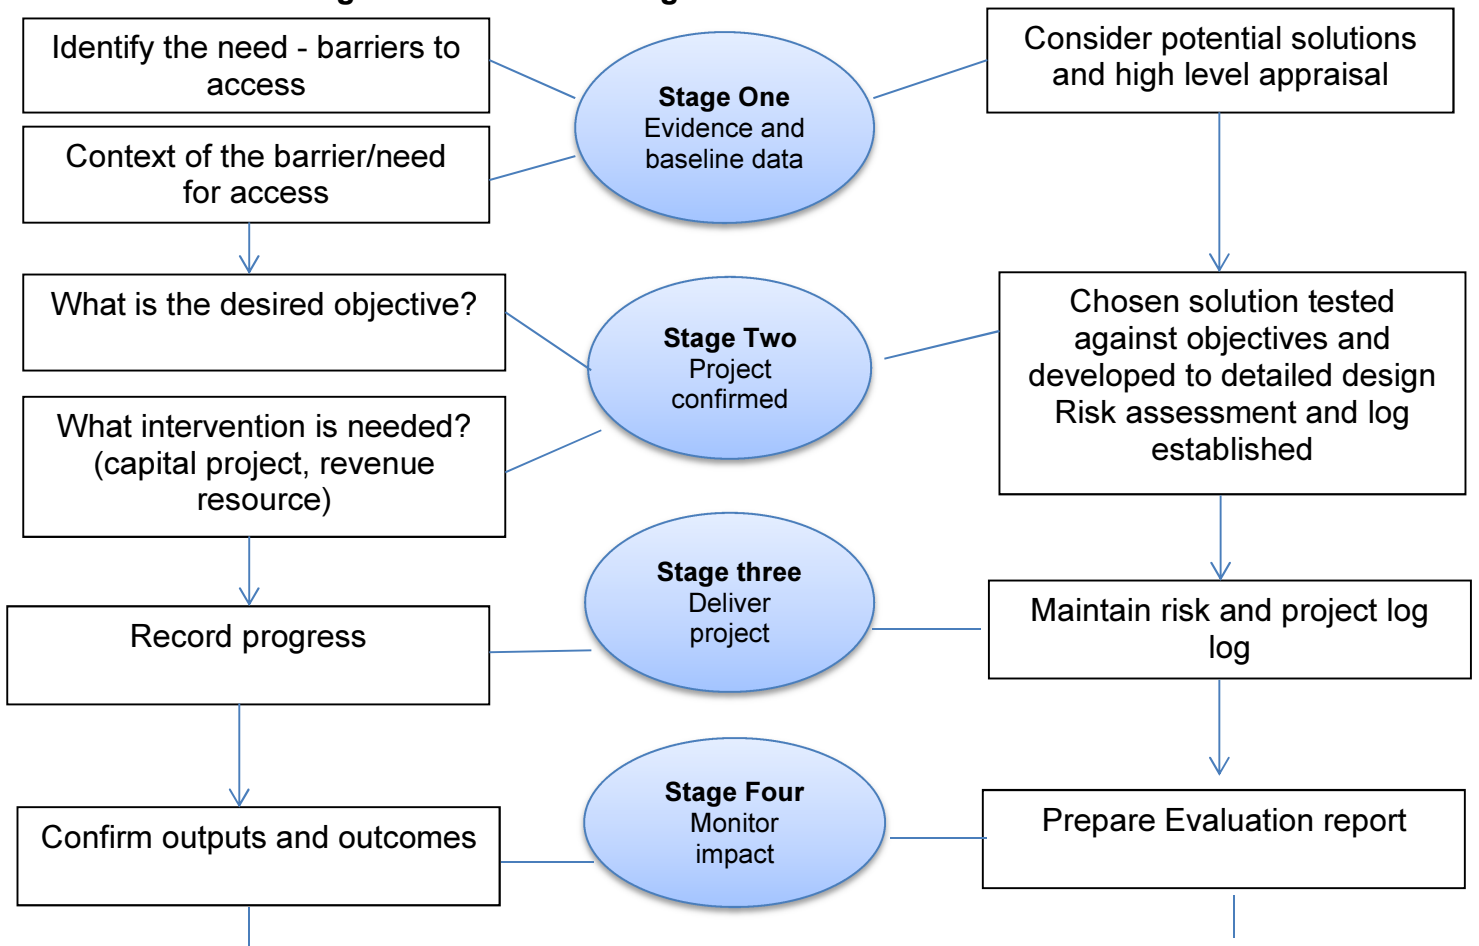 Identify the need - barriers to
access
Context of the barrier/need
for access
Stage One
Evidence and
baseline data
Consider potential solutions
and high level appraisal
What is the desired objective?
What intervention is needed?
(capital project, revenue
resource)
Stage Two
Project
confirmed
Chosen solution tested
against objectives and
developed to detailed design
Risk assessment and log
established
Record progress
Stage three
Deliver
project
Maintain risk and project log
log
Confirm outputs and outcomes
Stage Four
Monitor
impact
Prepare Evaluation report